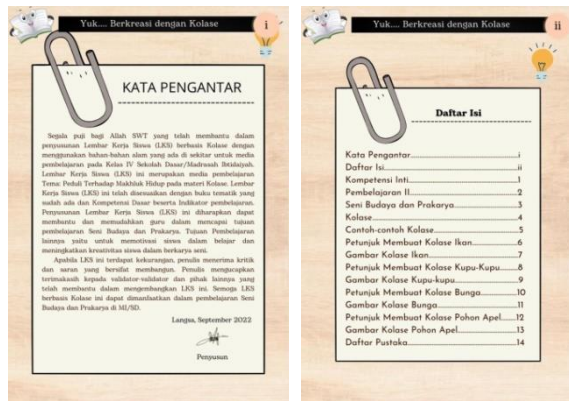 Yuk.... Berkreasi dengan Kolase
i
KATA PENGANTAR
Segala puji bagi Allah SWT yang telah membantu dalam
penyusunan Lembar Kerja Siswa (LKS) berbasis Kolase dengan
menggunakan bahan-bahan alam yang ada di sekitar untuk media
pembelajaran pada Kelas IV Sekolah Dasar/Madrasah Ibtidaiyah.
Lembar Kerja Siswa (LKS) ini merupakan media pembelajaran
Tema: Peduli Terhadap Makhluk Hidup pada materi Kolase. Lembar
Kerja Siswa (LKS) ini telah disesuaikan dengan buku tematik yang
sudah ada dan Kompetensi Dasar beserta Indikator pembelajaran.
Penyusunan Lembar Kerja Siswa (LKS) ini diharapkan dapat
membantu dan memudahkan guru dalam mencapai tujuan
pembelajaran Seni Budaya dan Prakarya. Tujuan Pembelajaran
lainnya yaitu untuk memotivasi siswa dalam belajar dan
meningkatkan kreativitas siswa dalam berkarya seni.
Apabila LKS ini terdapat kekurangan, penulis menerima kritik
dan saran yang bersifat membangun. Penulis mengucapkan
terimakasih kepada validator-validator dan pihak lainnya yang
telah membantu dalam mengembangkan LKS ini. Semoga LKS
berbasis Kolase ini dapat dimanfaatkan dalam pembelajaran Seni
Budaya dan Prakarya di MI/SD.
Langsa, September 2022
Penyusun
Yuk.... Berkreasi dengan Kolase
ii
Daftar Isi
Kata Pengantar.....i
Daftar Isi.....ii
Kompetensi Inti.....1
Pembelajaran II.....2
Seni Budaya dan Prakarya.....3
Kolase.....4
Contoh-contoh Kolase.....5
Petunjuk Membuat Kolase Ikan.....6
Gambar Kolase Ikan.....7
Petunjuk Membuat Kolase Kupu-Kupu.....8
Gambar Kolase Kupu-kupu.....9
Petunjuk Membuat Kolase Bunga.....10
Gambar Kolase Bunga.....11
Petunjuk Membuat Kolase Pohon Apel.....12
Gambar Kolase Pohon Apel.....13
Daftar Pustaka.....14